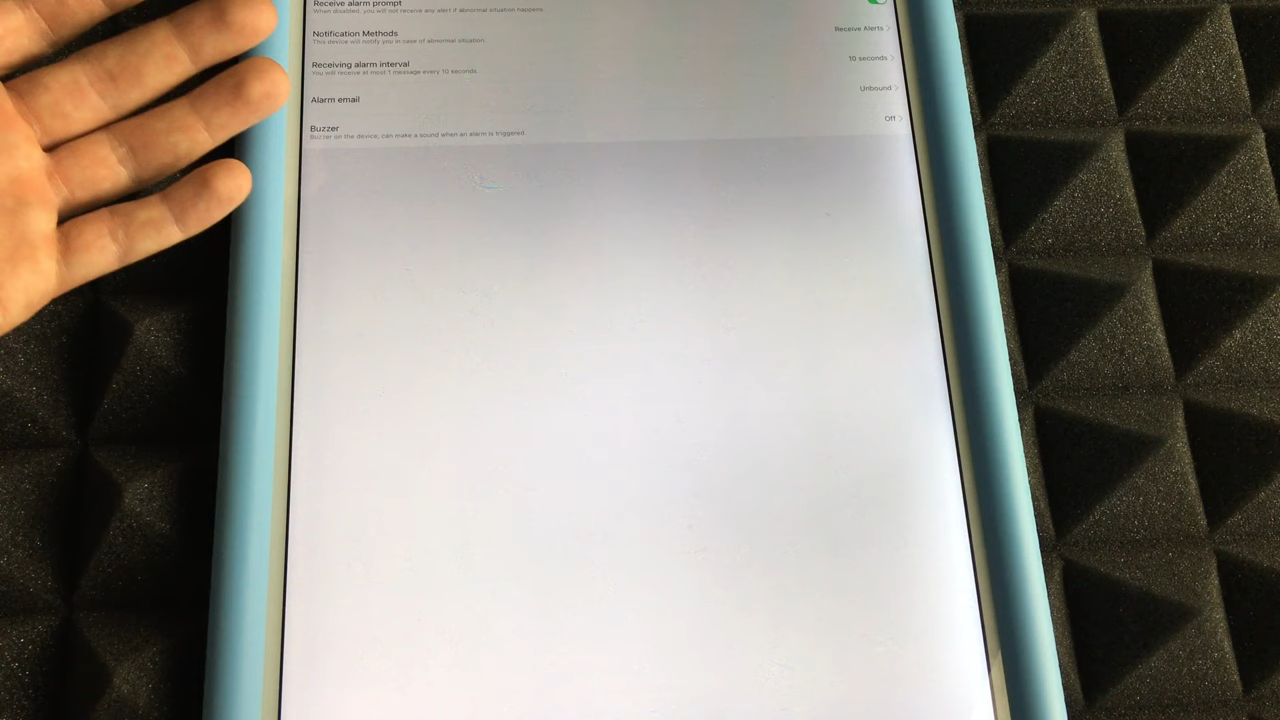 Receive alarm prompt
When disabled, you will not receive any alert if abnormal situation happens.
Notification Methods
Receive Alerts >
This device will notify you in case of abnormal situation.
Receiving alarm interval
10 seconds >
You will receive at most 1 message every 10 seconds.
Alarm email
Unbound >
Buzzer
Off >
Buzzer on the device, can make a sound when an alarm is triggered.